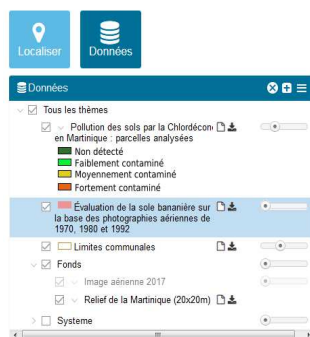 Localiser
Données
Données
Tous les thèmes
Pollution des sols par la Chlordécon
en Martinique : parcelles analysées
Non détecté
Faiblement contaminé
Moyennement contaminé
Fortement contaminé
Évaluation de la sole bananière sur
la base des photographies aériennes de
1970, 1980 et 1992
Limites communales
Fonds
Image aérienne 2017
Relief de la Martinique (20x20m)
Systeme